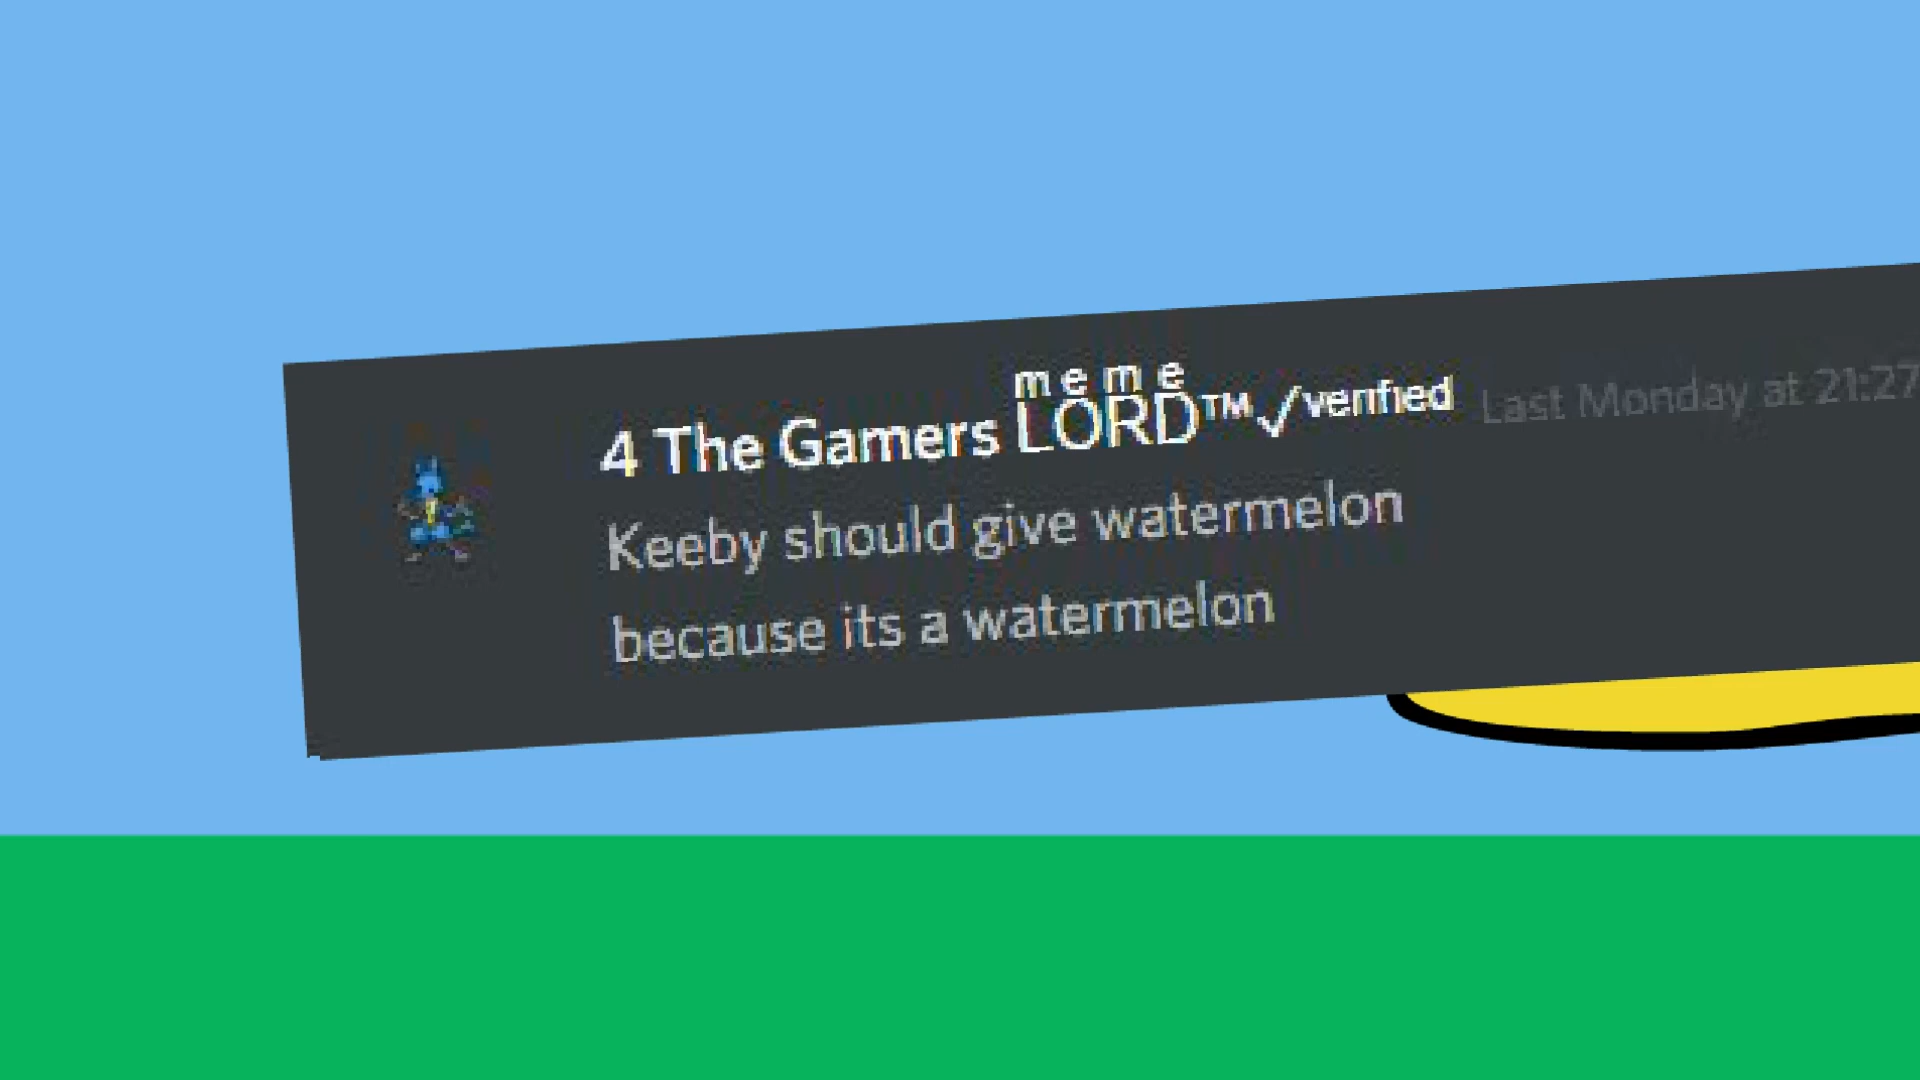 4 The Gamers meme LORD™✓verified Last Monday at 21:27
Keeby should give watermelon
because its a watermelon